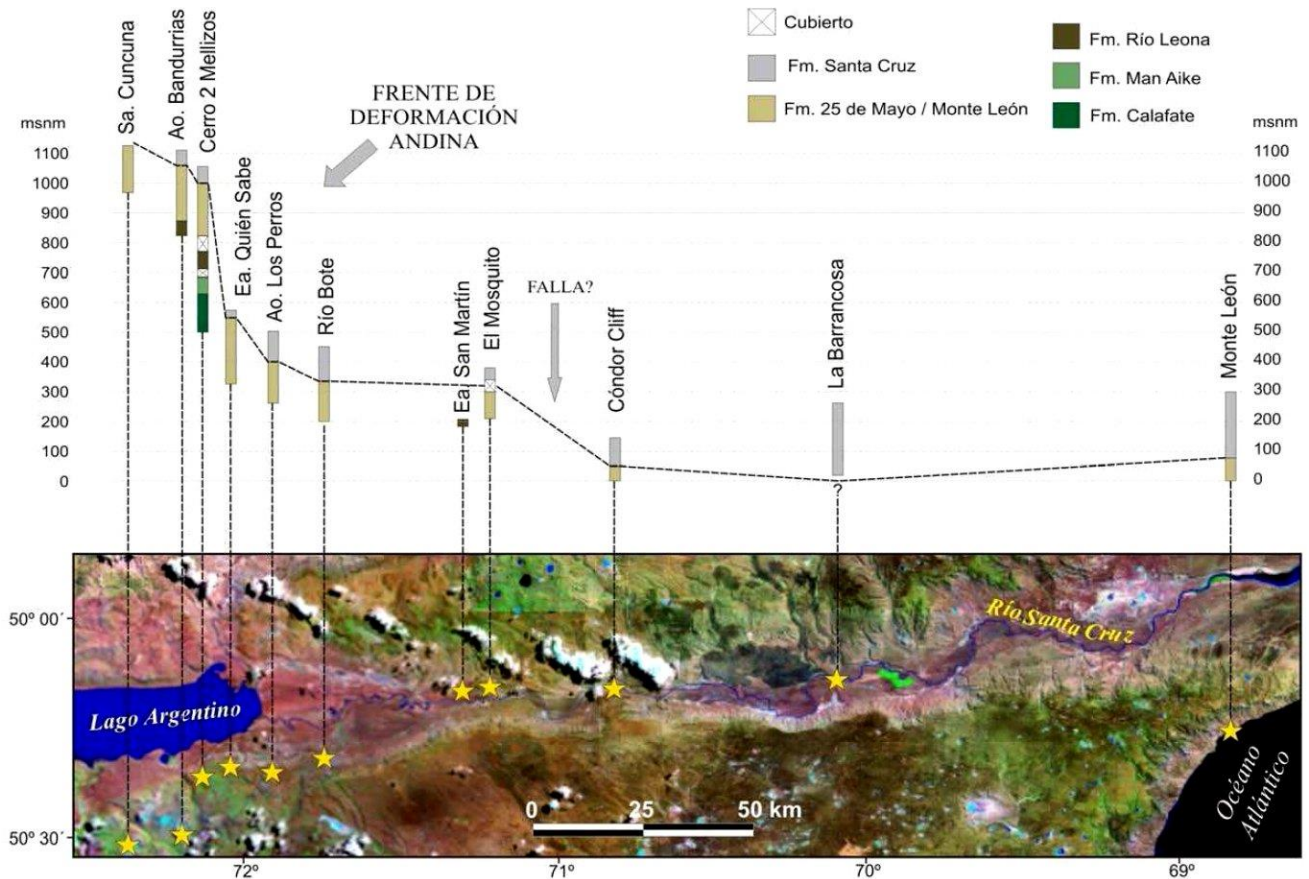 Cubierto
Fm. Santa Cruz
Fm. 25 de Mayo / Monte León
Fm. Río Leona
Fm. Man Aike
Fm. Calafate
Sa. Cuncuna
Ao. Bandurrias
Cerro 2 Mellizos
Ea. Quién Sabe
Ao. Los Perros
Río Bote
Ea. San Martín
El Mosquito
Cóndor Cliff
La Barrancosa
Monte León
FRENTE DE
DEFORMACIÓN
ANDINA
FALLA?
msnm
1100
1000
900
800
700
600
500
400
300
200
100
0
msnm
1100
1000
900
800
700
600
500
400
300
200
100
0
?
50º 00´
50º 30´
Lago Argentino
Río Santa Cruz
Océano
Atlántico
0 25 50 km
72º
71º
70º
69º